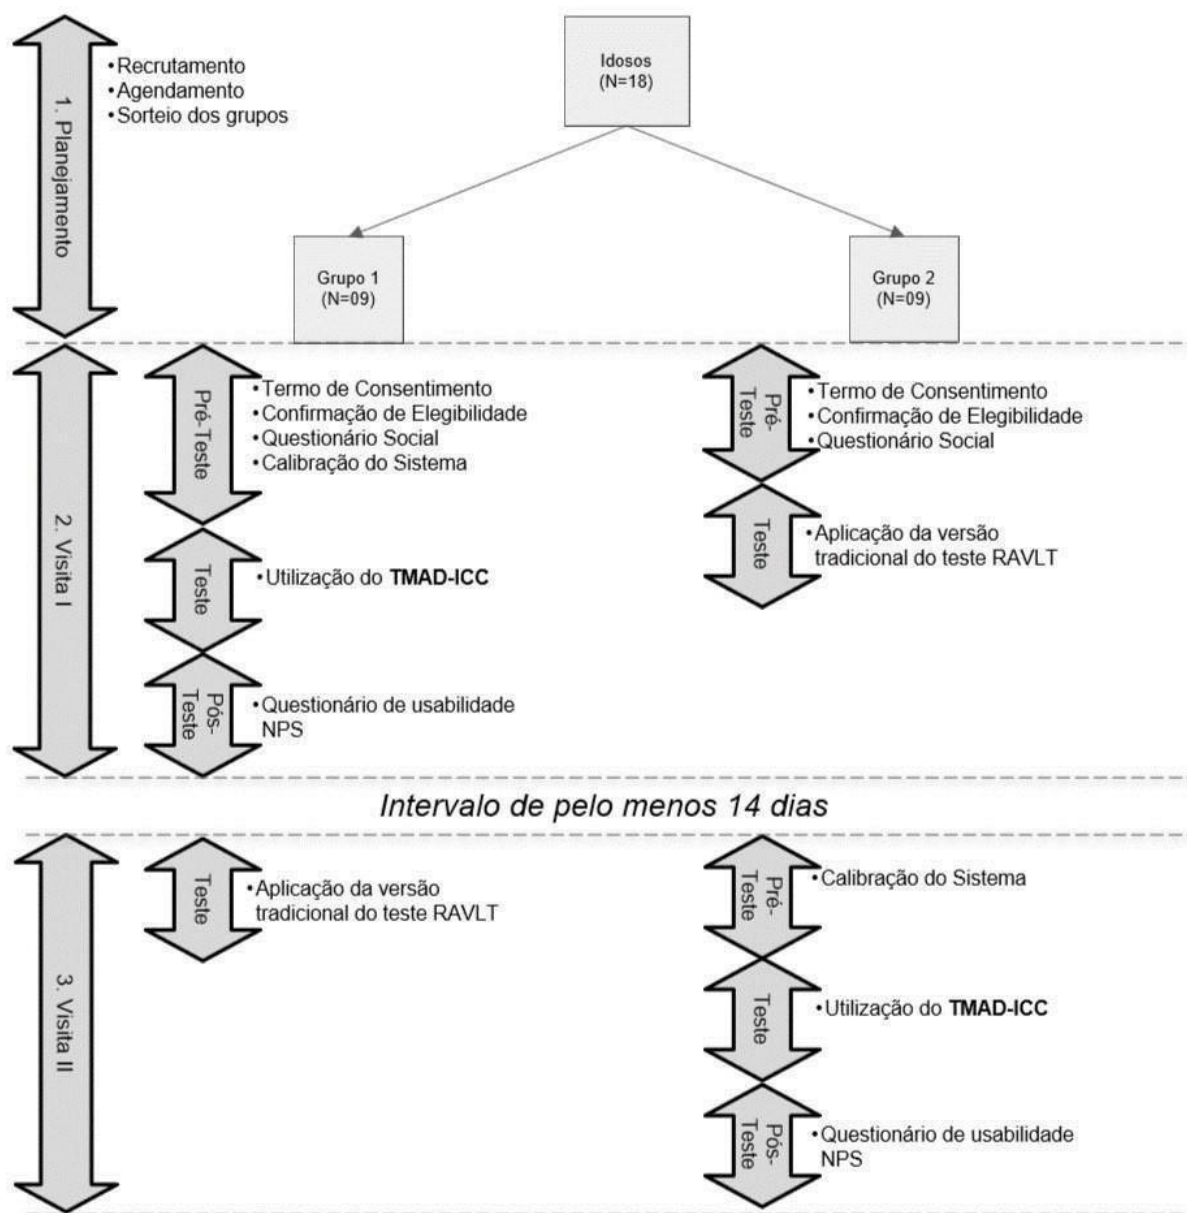 1. Planejamento
•Recrutamento
•Agendamento
•Sorteio dos grupos
Idosos
(N=18)
Grupo 1
(N=09)
Grupo 2
(N=09)
2. Visita I
Pré-Teste
•Termo de Consentimento
•Confirmação de Elegibilidade
•Questionário Social
•Calibração do Sistema
Teste
•Utilização do TMAD-ICC
Pós-
Teste
•Questionário de usabilidade
NPS
Pré-
Teste
•Termo de Consentimento
•Confirmação de Elegibilidade
•Questionário Social
Teste
•Aplicação da versão
tradicional do teste RAVLT
Intervalo de pelo menos 14 dias
3. Visita II
Teste
•Aplicação da versão
tradicional do teste RAVLT
Pré-
Teste
•Calibração do Sistema
Teste
•Utilização do TMAD-ICC
Pós-
Teste
•Questionário de usabilidade
NPS